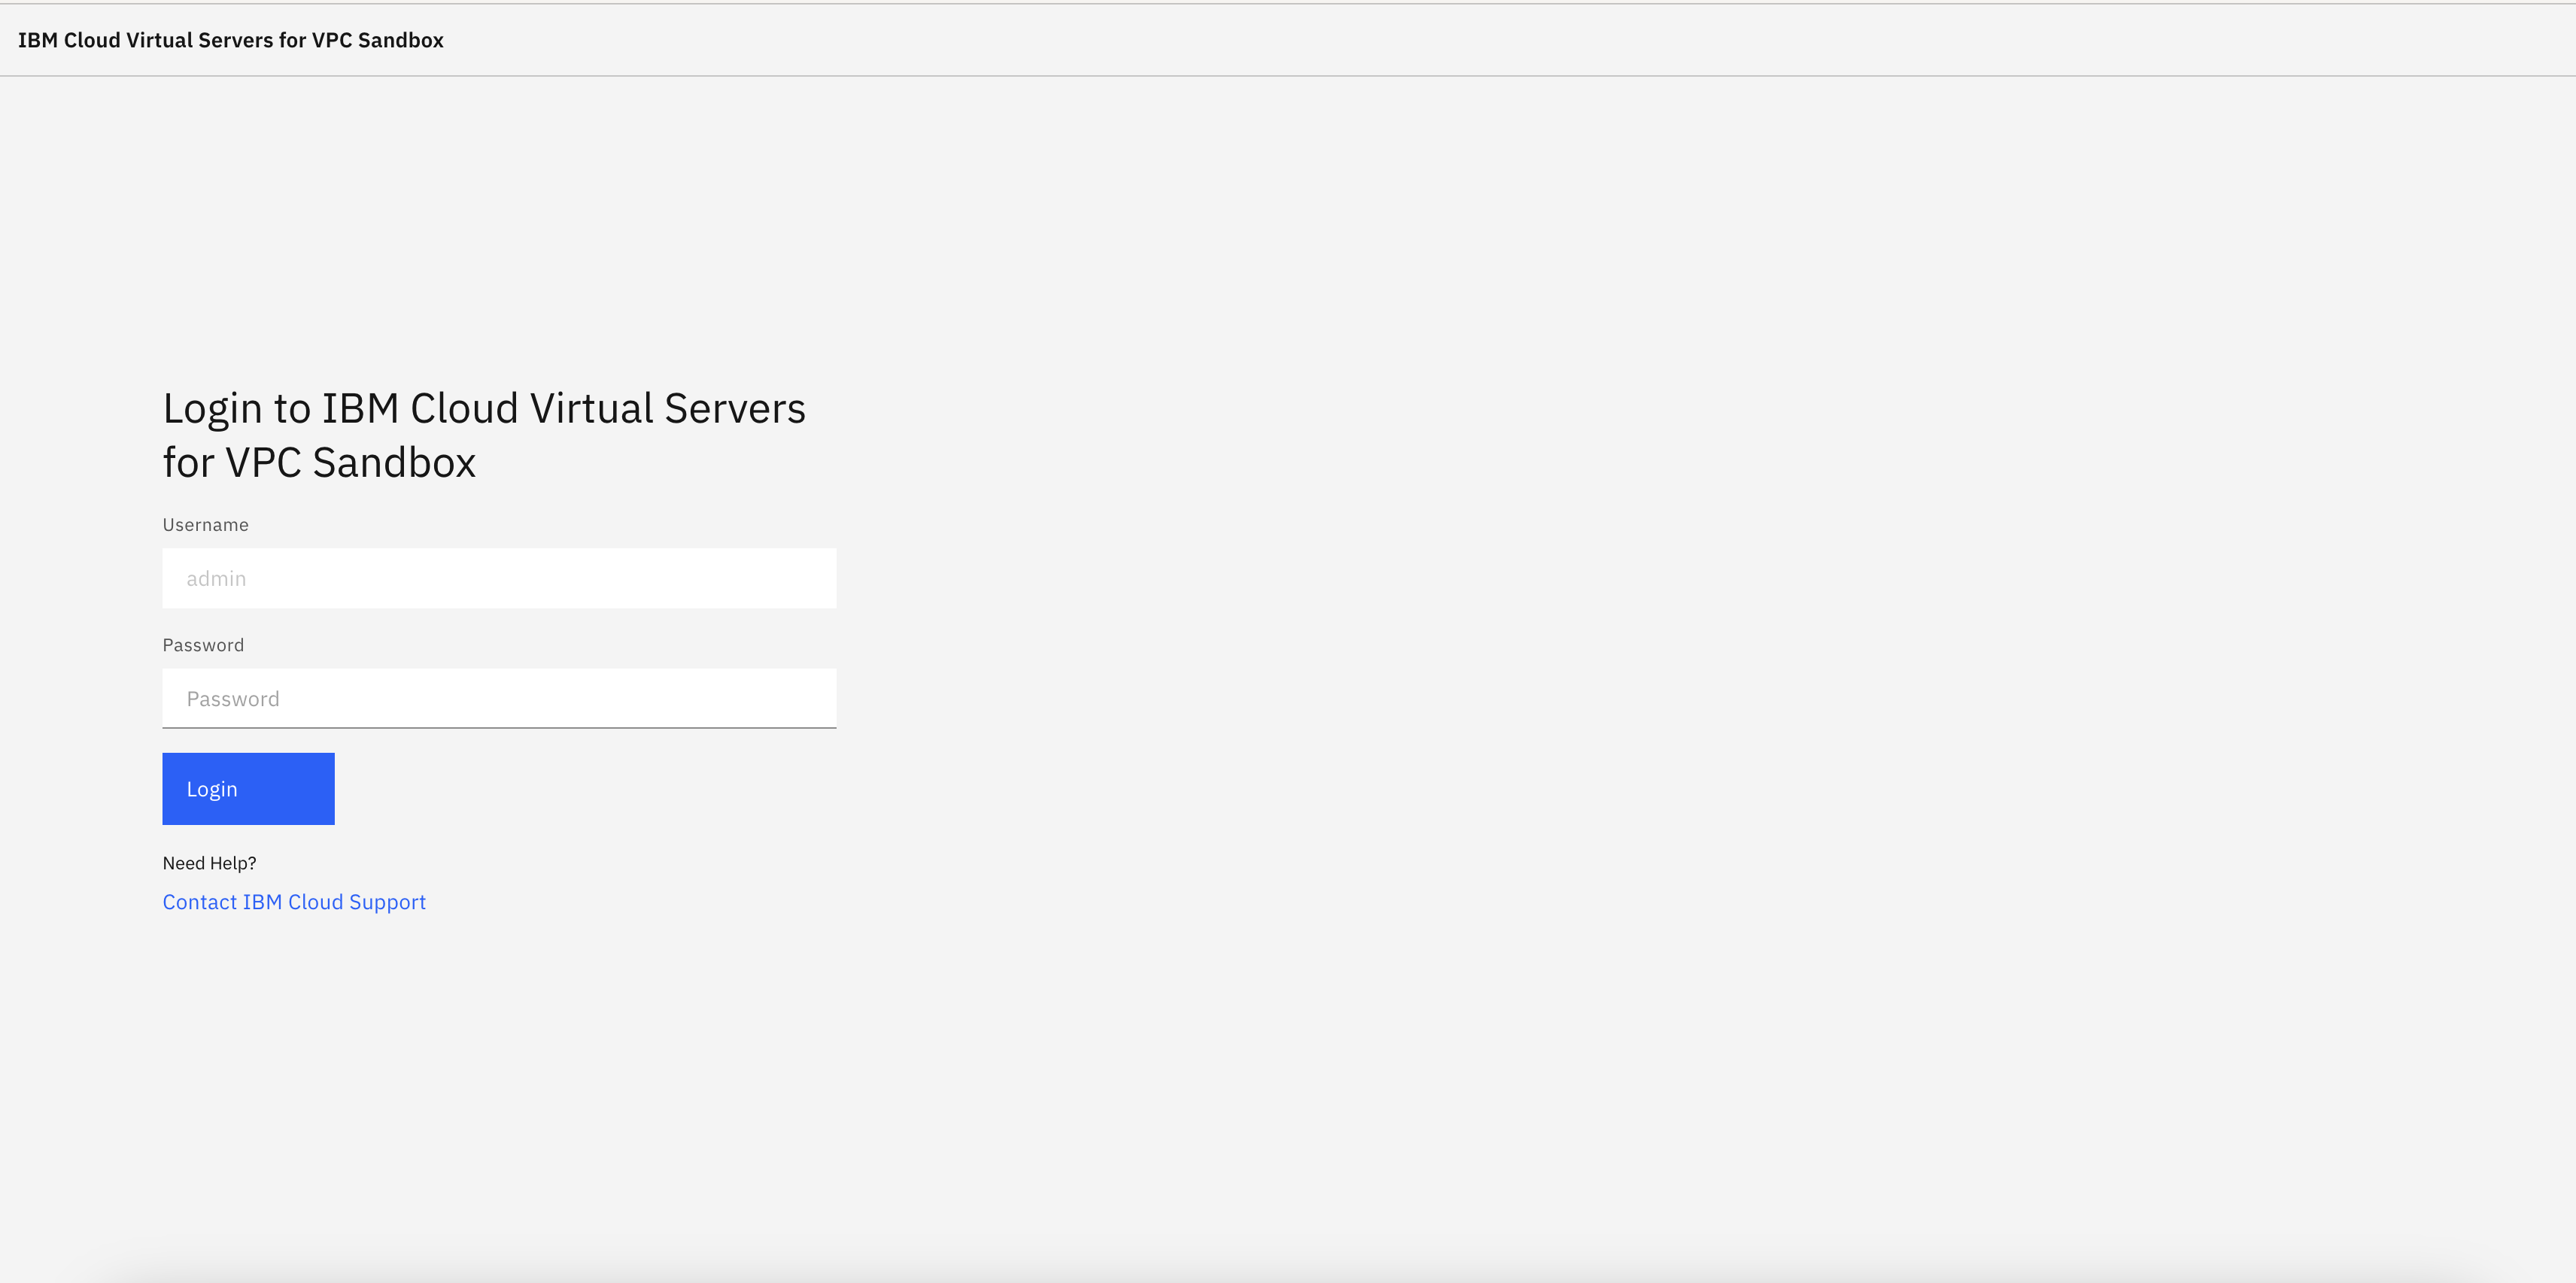 IBM Cloud Virtual Servers for VPC Sandbox
Login to IBM Cloud Virtual Servers
for VPC Sandbox
Username
admin
Password
Password
Login
Need Help?
Contact IBM Cloud Support